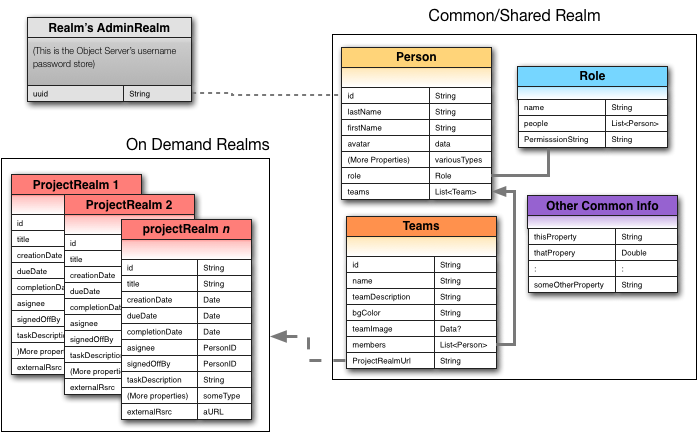 Common/Shared Realm
Realm's AdminRealm
(This is the Object Server's username
password store)
uuid String
Person
id String
lastName String
firstName String
avatar data
(More Properties) variousTypes
role Role
teams List<Team>
Role
name String
people List<Person>
PermisssionString String
Teams
id String
name String
teamDescription String
bgColor String
teamImage Data?
members List<Person>
ProjectRealmUrl String
Other Common Info
thisProperty String
thatPropery Double
: :
someOtherProperty String
On Demand Realms
ProjectRealm 1
id
title
creationDate
dueDate
completionDa
asignee
signedOffBy
taskDescription
)More properti
externalRsrc
ProjectRealm 2
id
title
creationDate
dueDate
completionDat
asignee
signedOffBy
taskDescription
(More propertie
externalRsrc
projectRealm n
id String
title String
creationDate Date
dueDate Date
completionDate Date
asignee PersonID
signedOffBy PersonID
taskDescription String
(More properties) someType
externalRsrc aURL